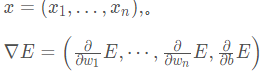 x = (x₁, . . . , xₙ),。
∇E = (∂/∂w₁ E, ⋯ , ∂/∂wₙ E, ∂/∂b E)